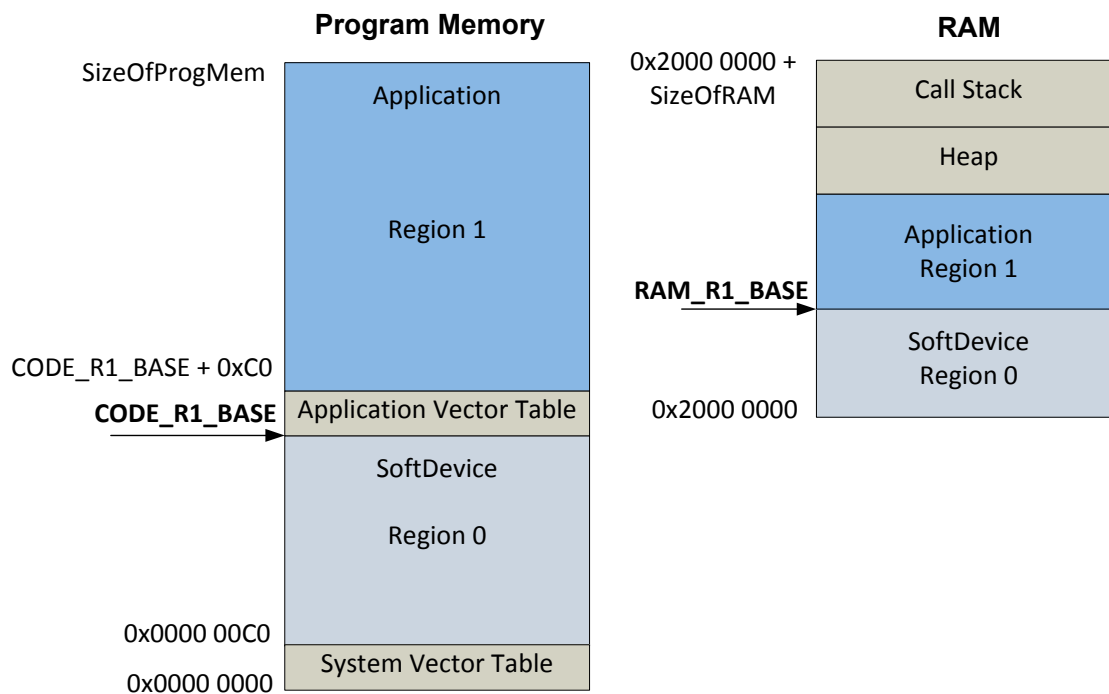 Program Memory
SizeOfProgMem
Application
Region 1
CODE_R1_BASE + 0xC0
CODE_R1_BASE
Application Vector Table
SoftDevice
Region 0
0x0000 00C0
System Vector Table
0x0000 0000
RAM
0x2000 0000 +
SizeOfRAM
Call Stack
Heap
Application
Region 1
RAM_R1_BASE
SoftDevice
Region 0
0x2000 0000